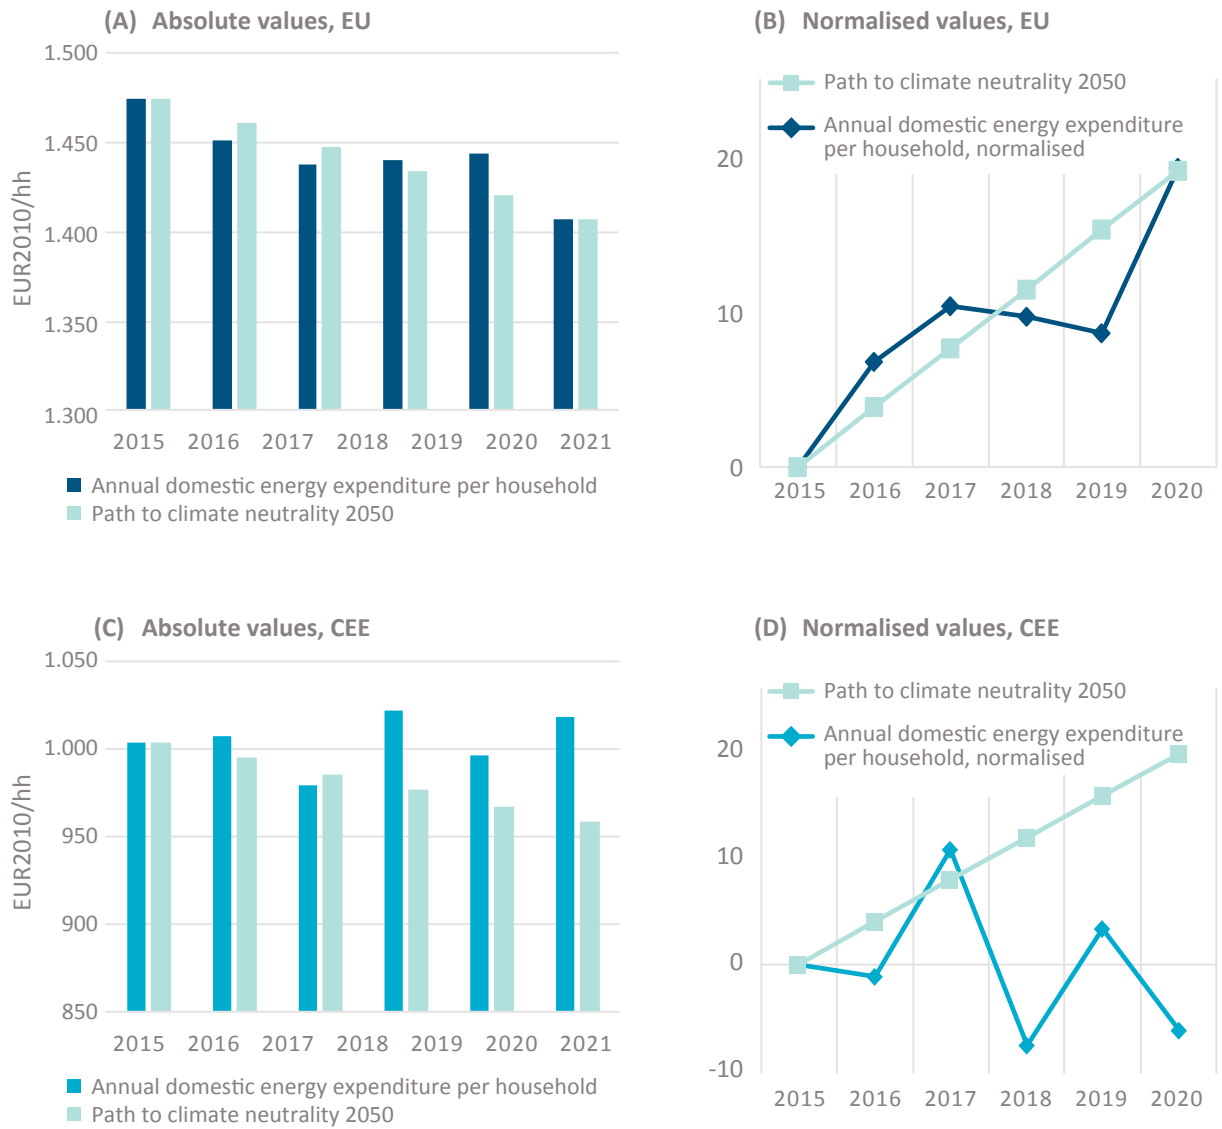 (A) Absolute values, EU
1.500
1.450
1.400
1.350
1.300
EUR2010/hh
2015 2016 2017 2018 2019 2020 2021
Annual domestic energy expenditure per household
Path to climate neutrality 2050
(B) Normalised values, EU
Path to climate neutrality 2050
Annual domestic energy expenditure
per household, normalised
20
10
0
2015 2016 2017 2018 2019 2020
(C) Absolute values, CEE
1.050
1.000
950
900
850
EUR2010/hh
2015 2016 2017 2018 2019 2020 2021
Annual domestic energy expenditure per household
Path to climate neutrality 2050
(D) Normalised values, CEE
Path to climate neutrality 2050
Annual domestic energy expenditure
per household, normalised
20
10
0
-10
2015 2016 2017 2018 2019 2020